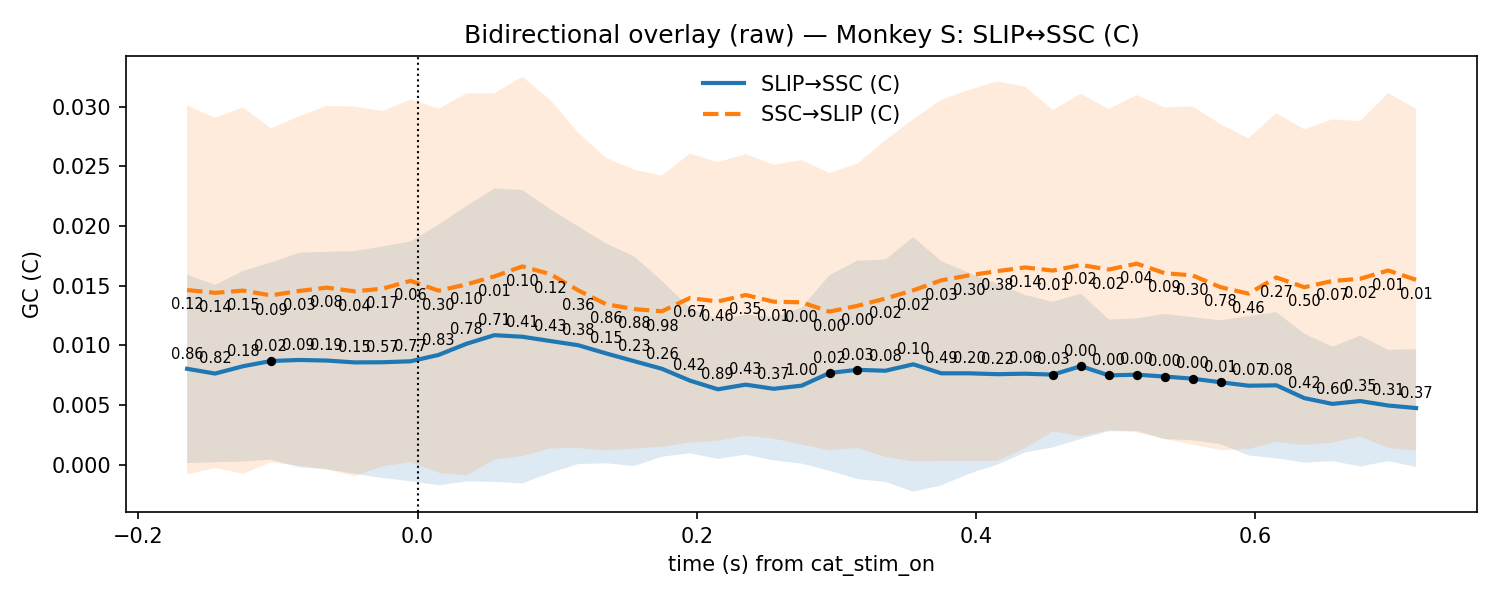 Bidirectional overlay (raw) — Monkey S: SLIP↔SSC (C)
SLIP→SSC (C)
SSC→SLIP (C)
GC (C)
0.030
0.025
0.020
0.015
0.010
0.005
0.000
0.12 0.14 0.15 0.09 0.03 0.08 0.04 0.17 0.06 0.30 0.10 0.01 0.10 0.12 0.36 0.86 0.88 0.98 0.67 0.46 0.35 0.01 0.00 0.00 0.00 0.02 0.02 0.03 0.30 0.38 0.14 0.01 0.02 0.02 0.04 0.09 0.30 0.78 0.46 0.27 0.50 0.07 0.02 0.01 0.01
0.86 0.82 0.18 0.02 0.09 0.19 0.15 0.57 0.77 0.83 0.78 0.71 0.41 0.43 0.38 0.15 0.23 0.26 0.42 0.89 0.43 0.37 1.00 0.02 0.03 0.08 0.10 0.49 0.20 0.22 0.06 0.03 0.00 0.00 0.00 0.00 0.00 0.01 0.07 0.08 0.42 0.60 0.35 0.31 0.37
−0.2 0.0 0.2 0.4 0.6
time (s) from cat_stim_on